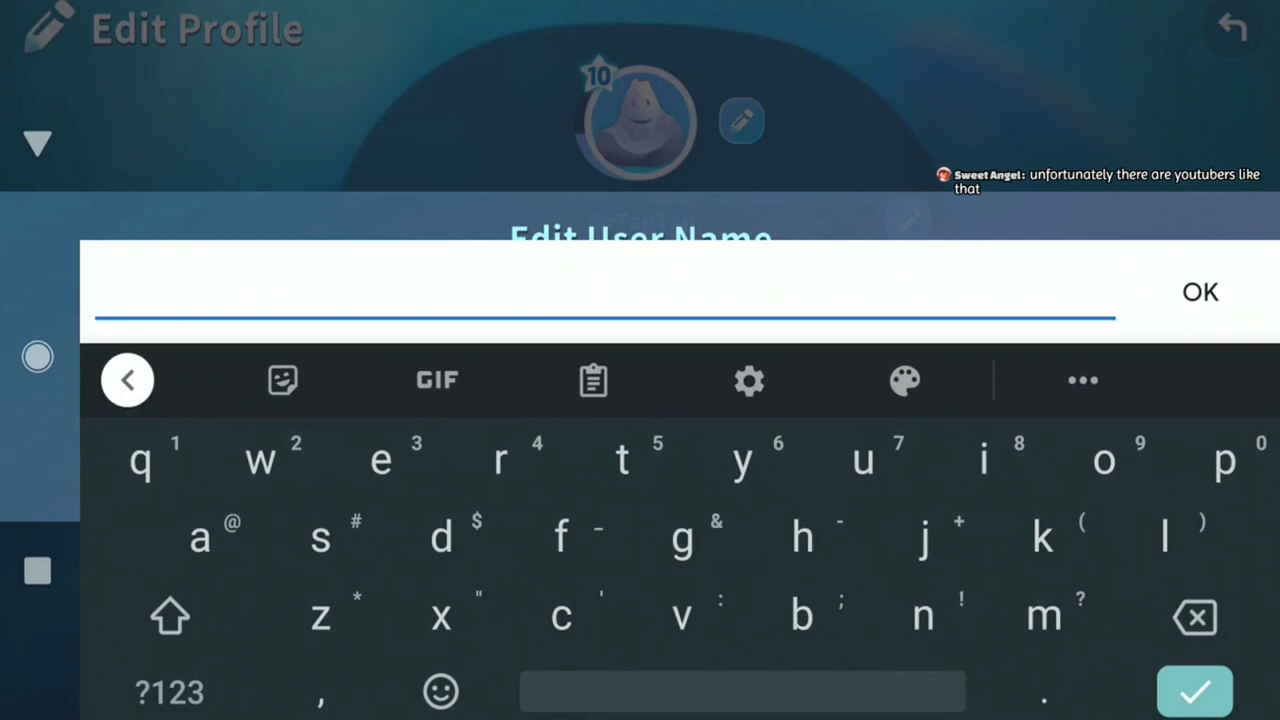 Edit Profile
10
Sweet Angel: unfortunately there are youtubers like
that
Edit User Name
OK
GIF
q 1 w 2 e 3 r 4 t 5 y 6 u 7 i 8 o 9 p 0
a @ s # d $ f _ g & h - j + k ( l )
z * x " c ' v : b ; n ! m ?
?123 , .